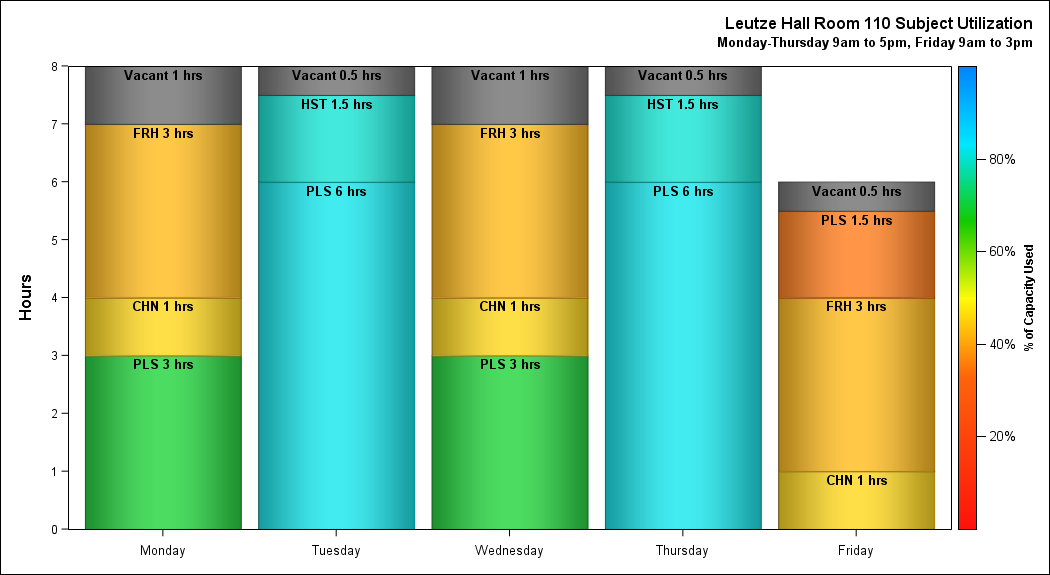 Leutze Hall Room 110 Subject Utilization
Monday-Thursday 9am to 5pm, Friday 9am to 3pm
Hours
8
7
6
5
4
3
2
1
0
Vacant 1 hrs
FRH 3 hrs
CHN 1 hrs
PLS 3 hrs
Monday
Vacant 0.5 hrs
HST 1.5 hrs
PLS 6 hrs
Tuesday
Vacant 1 hrs
FRH 3 hrs
CHN 1 hrs
PLS 3 hrs
Wednesday
Vacant 0.5 hrs
HST 1.5 hrs
PLS 6 hrs
Thursday
Vacant 0.5 hrs
PLS 1.5 hrs
FRH 3 hrs
CHN 1 hrs
Friday
80%
60%
40%
20%
% of Capacity Used